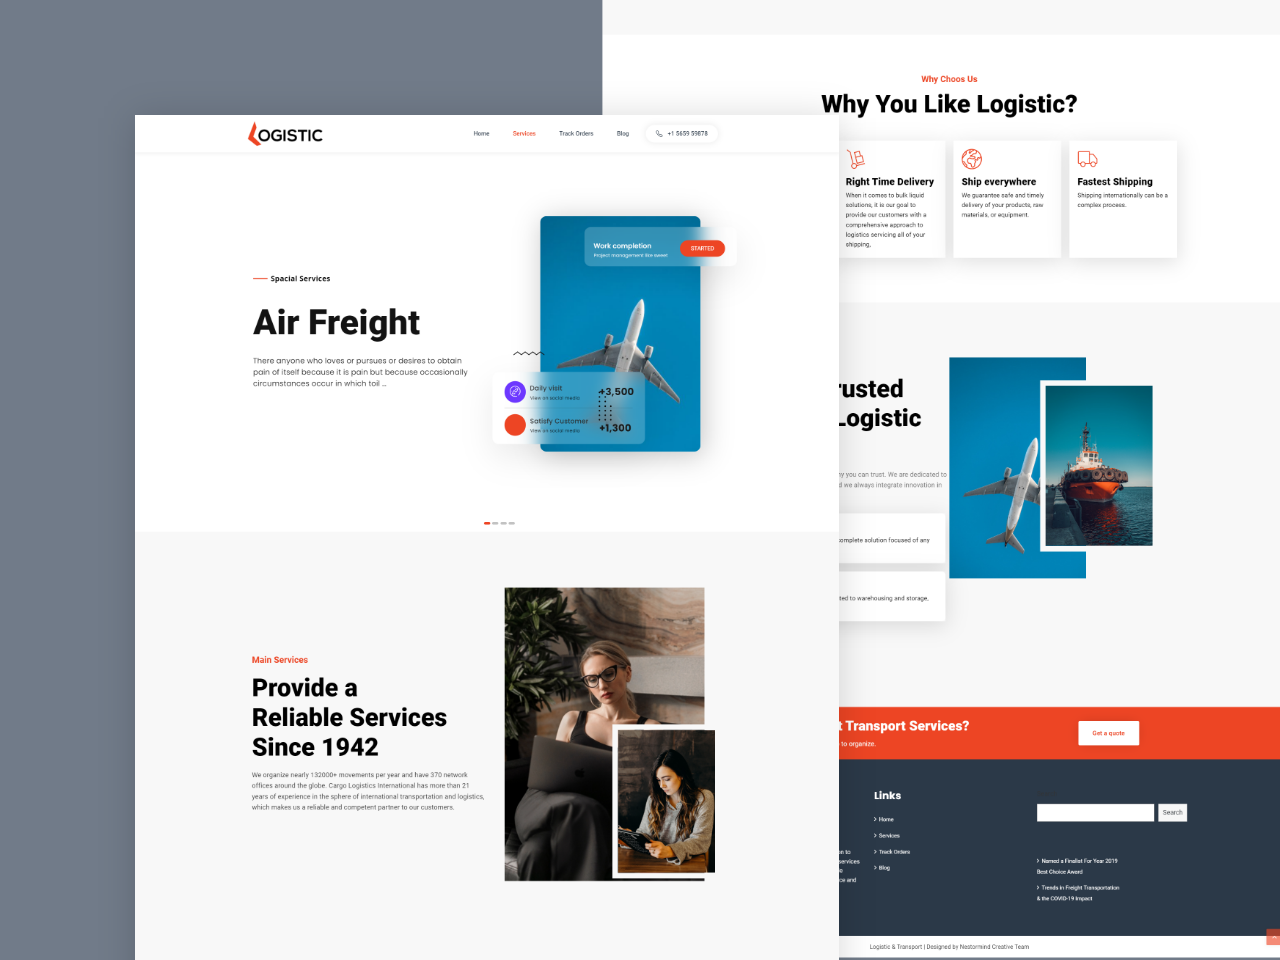 LOGISTIC
Home
Services
Track Orders
Blog
+1 5659 59878
Spacial Services
Air Freight
There anyone who loves or pursues or desires to obtain
pain of itself because it is pain but because occasionally
circumstances occur in which toil ...
Work completion
Project management like sweet
STARTED
Daily visit
View on social media
+3,500
Satisfy Customer
View on social media
+1,300
Main Services
Provide a
Reliable Services
Since 1942
We organize nearly 132000+ movements per year and have 370 network
offices around the globe. Cargo Logistics International has more than 21
years of experience in the sphere of international transportation and logistics,
which makes us a reliable and competent partner to our customers.
Why Choos Us
Why You Like Logistic?
Right Time Delivery
When it comes to bulk liquid
solutions, it is our goal to
provide our customers with a
comprehensive approach to
logistics servicing all of your
shipping,
Ship everywhere
We guarantee safe and timely
delivery of your products, raw
materials, or equipment.
Fastest Shipping
Shipping internationally can be a
complex process.
rusted
Logistic
ny you can trust. We are dedicated to
d we always integrate innovation in
omplete solution focused of any
ted to warehousing and storage,
t Transport Services?
to organize.
Get a quote
n to
services
ce and
Links
Home
Services
Track Orders
Blog
Search
Named a Finalist For Year 2019
Best Choice Award
Trends in Freight Transportation
& the COVID-19 Impact
Logistic & Transport | Designed by Nestormind Creative Team